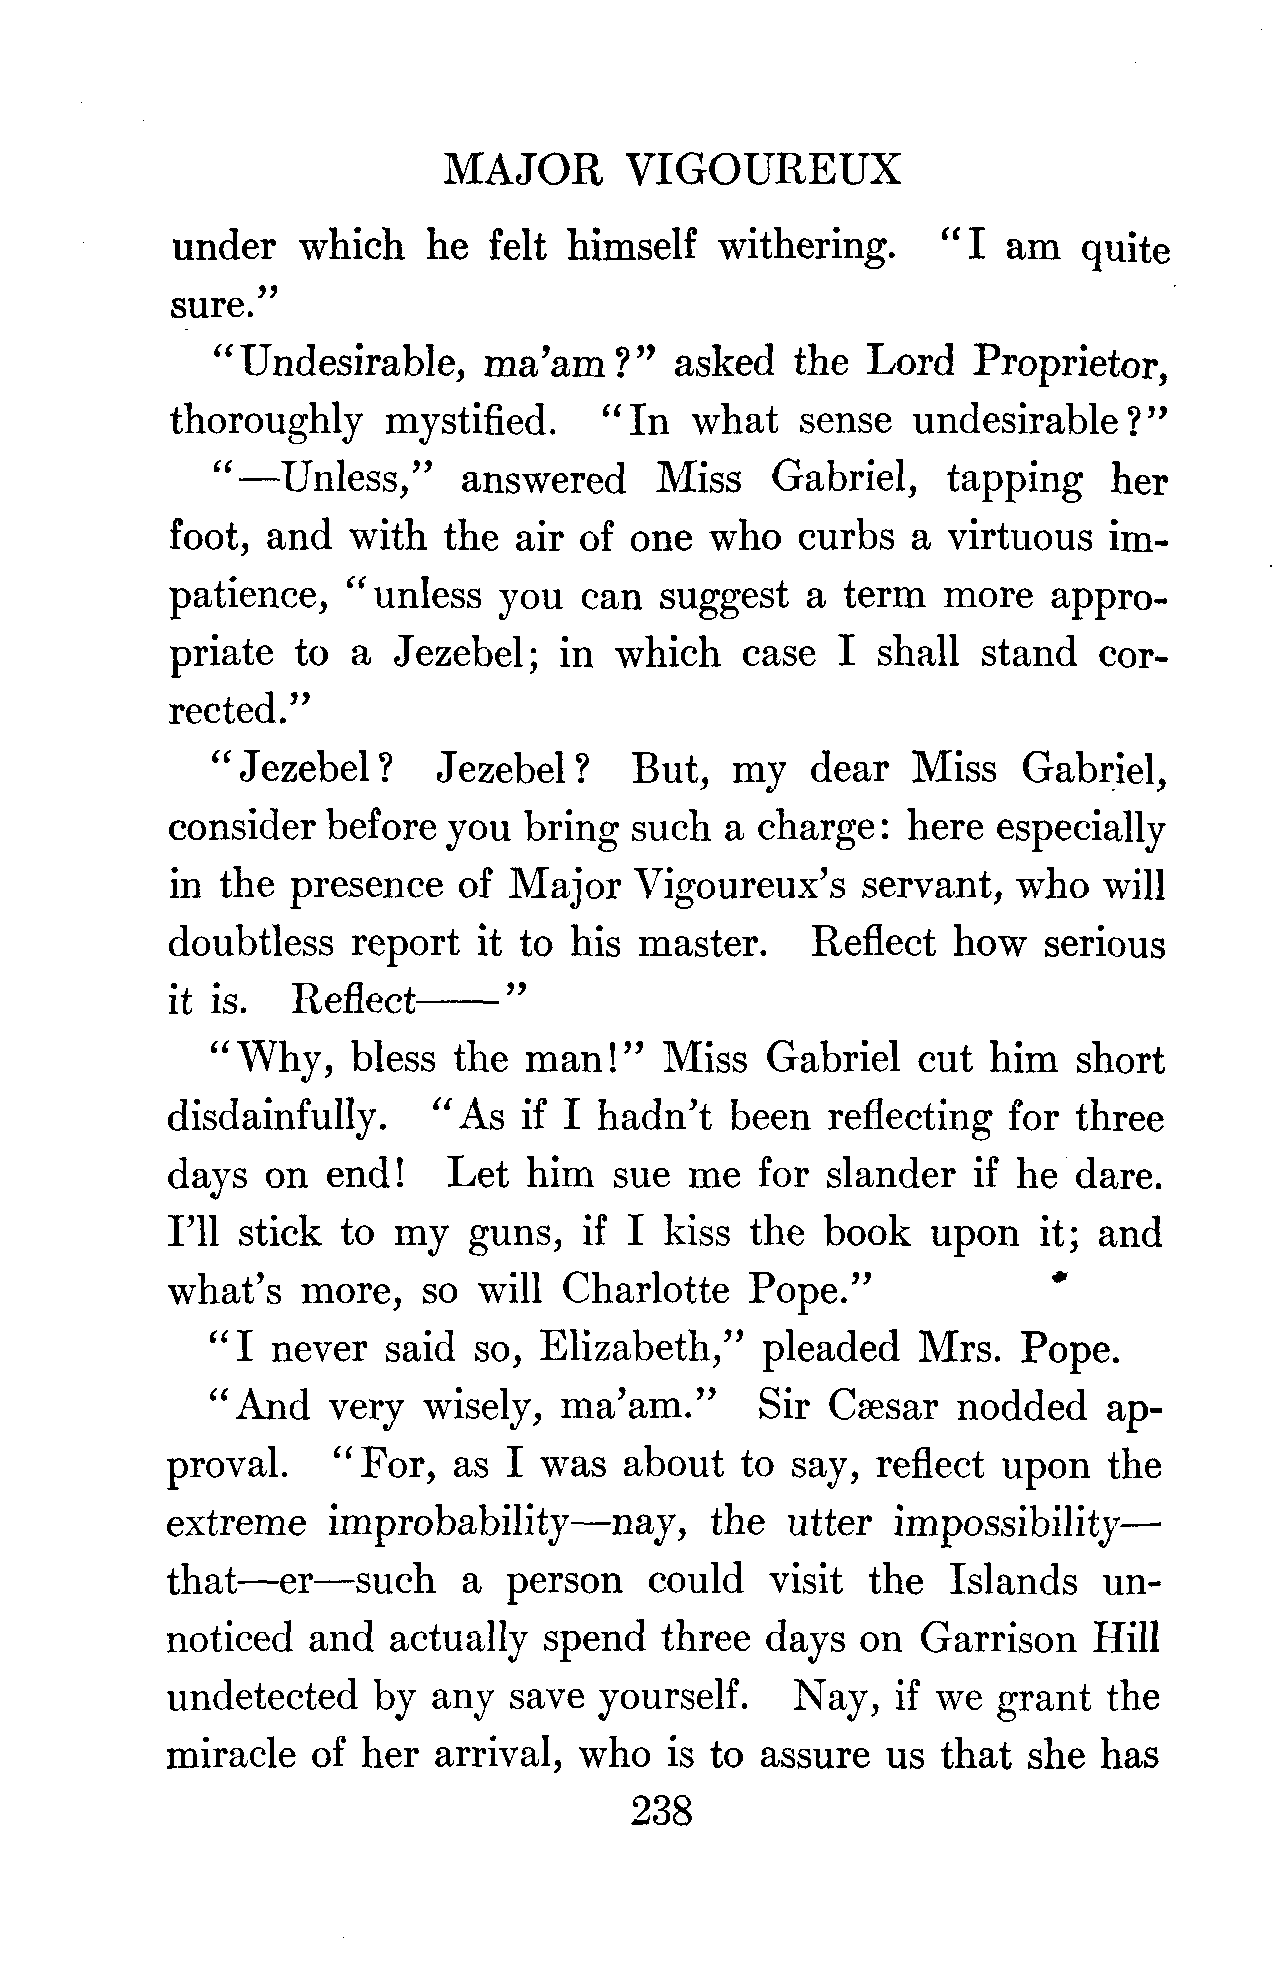 MAJOR VIGOUREUX
under which he felt himself withering. "I am quite
sure."
"Undesirable, ma'am?" asked the Lord Proprietor,
thoroughly mystified. "In what sense undesirable?"
"—Unless," answered Miss Gabriel, tapping her
foot, and with the air of one who curbs a virtuous im-
patience, "unless you can suggest a term more appro-
priate to a Jezebel; in which case I shall stand cor-
rected."
"Jezebel? Jezebel? But, my dear Miss Gabriel,
consider before you bring such a charge: here especially
in the presence of Major Vigoureux's servant, who will
doubtless report it to his master. Reflect how serious
it is. Reflect——"
"Why, bless the man!" Miss Gabriel cut him short
disdainfully. "As if I hadn't been reflecting for three
days on end! Let him sue me for slander if he dare.
I'll stick to my guns, if I kiss the book upon it; and
what's more, so will Charlotte Pope."
"I never said so, Elizabeth," pleaded Mrs. Pope.
"And very wisely, ma'am." Sir Cæsar nodded ap-
proval. "For, as I was about to say, reflect upon the
extreme improbability—nay, the utter impossibility—
that—er—such a person could visit the Islands un-
noticed and actually spend three days on Garrison Hill
undetected by any save yourself. Nay, if we grant the
miracle of her arrival, who is to assure us that she has
238